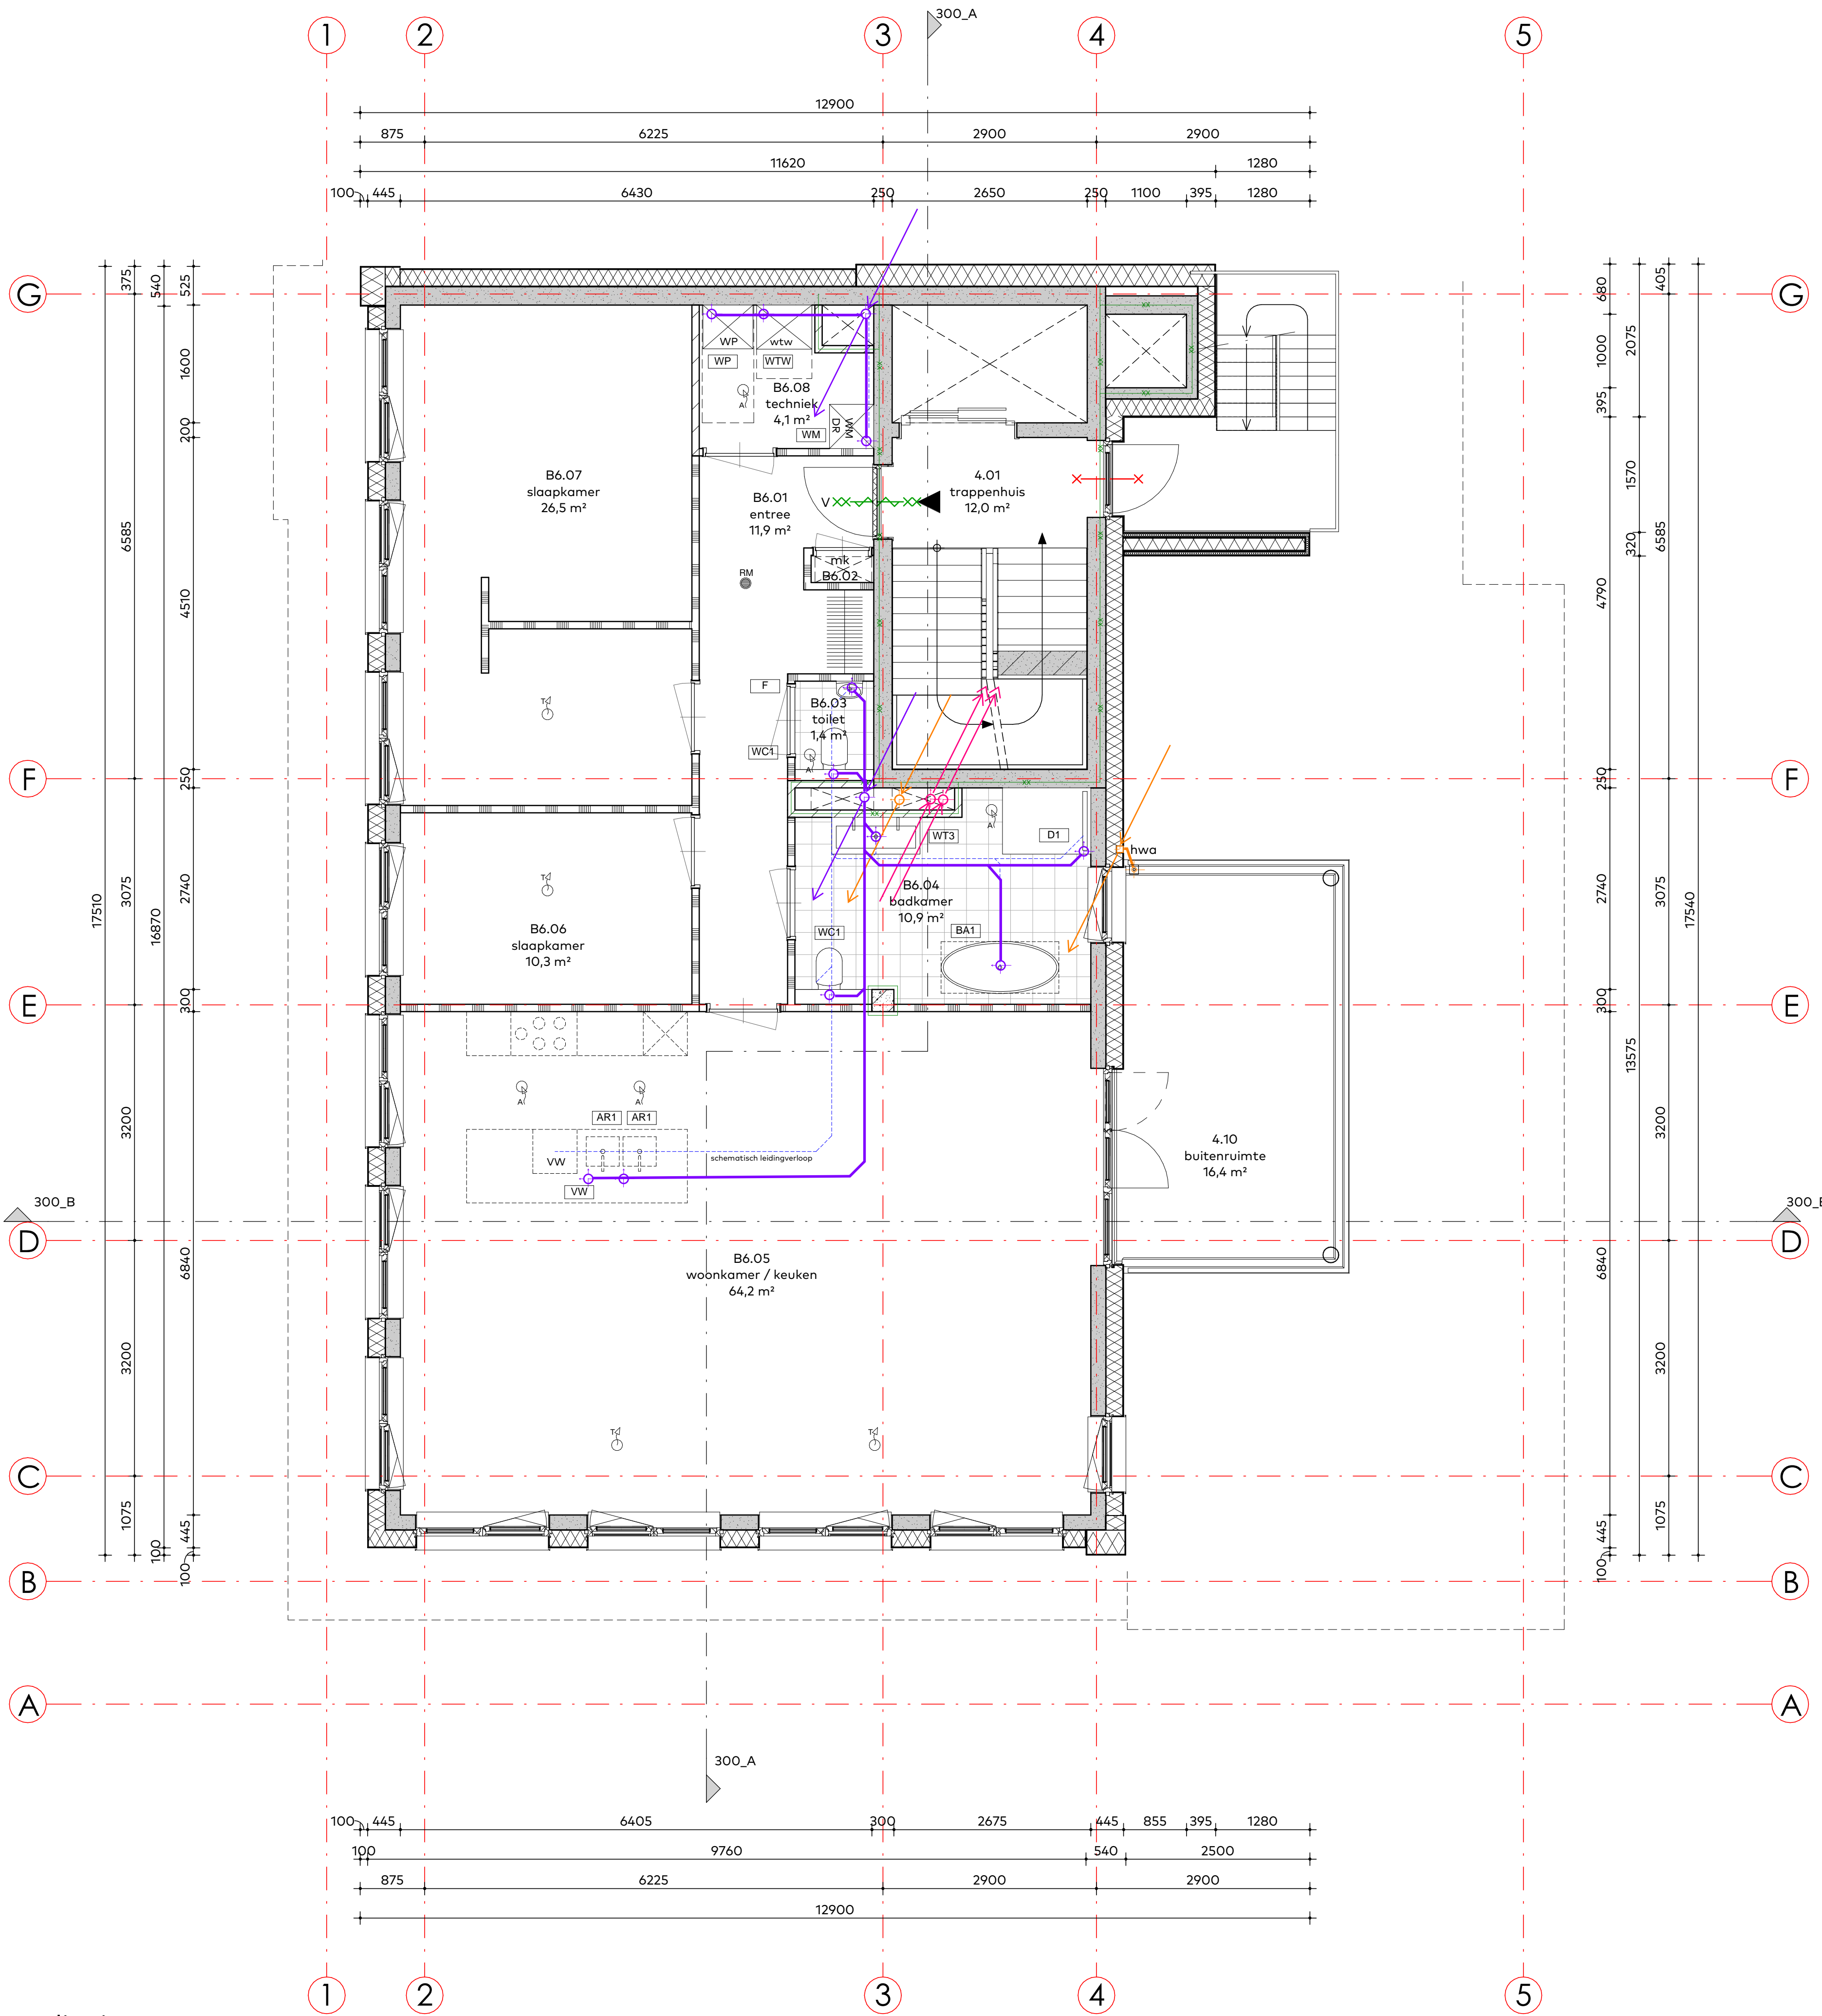 300_A
1 2 3 4 5
12900
875 6225 2900 2900
11620 1280
100 445 6430 250 2650 250 1100 395 1280
G G
375 540 525 680 405
1600 1000 2075
200 395
6585 4510 1570 320 6585 4790
WP wtw
WP WTW
B6.08
techniek
4,1 m²
A
WM
DR WM
B6.07
slaapkamer
26,5 m²
B6.01
entree
11,9 m²
V
4.01
trappenhuis
12,0 m²
mk
B6.02
RM
F
B6.03
toilet
1,4 m²
WC1
A
T
F F
250 250
WT3
A
D1
hwa
B6.04
badkamer
10,9 m²
WC1
BA1
T
B6.06
slaapkamer
10,3 m²
17510 3075 16870 2740 2740 3075 17540
E E
300 300
13575
A A
AR1 AR1
3200 3200
VW
schematisch leidingverloop
VW
4.10
buitenruimte
16,4 m²
300_B
D D
6840 6840
B6.05
woonkamer / keuken
64,2 m²
3200 3200
T T
C C
1075 445 445 1075
100 100 100
B B
A A
300_A
100 445 6405 300 2675 445 855 395 1280
100 9760 540 2500
875 6225 2900 2900
12900
1 2 3 4 5